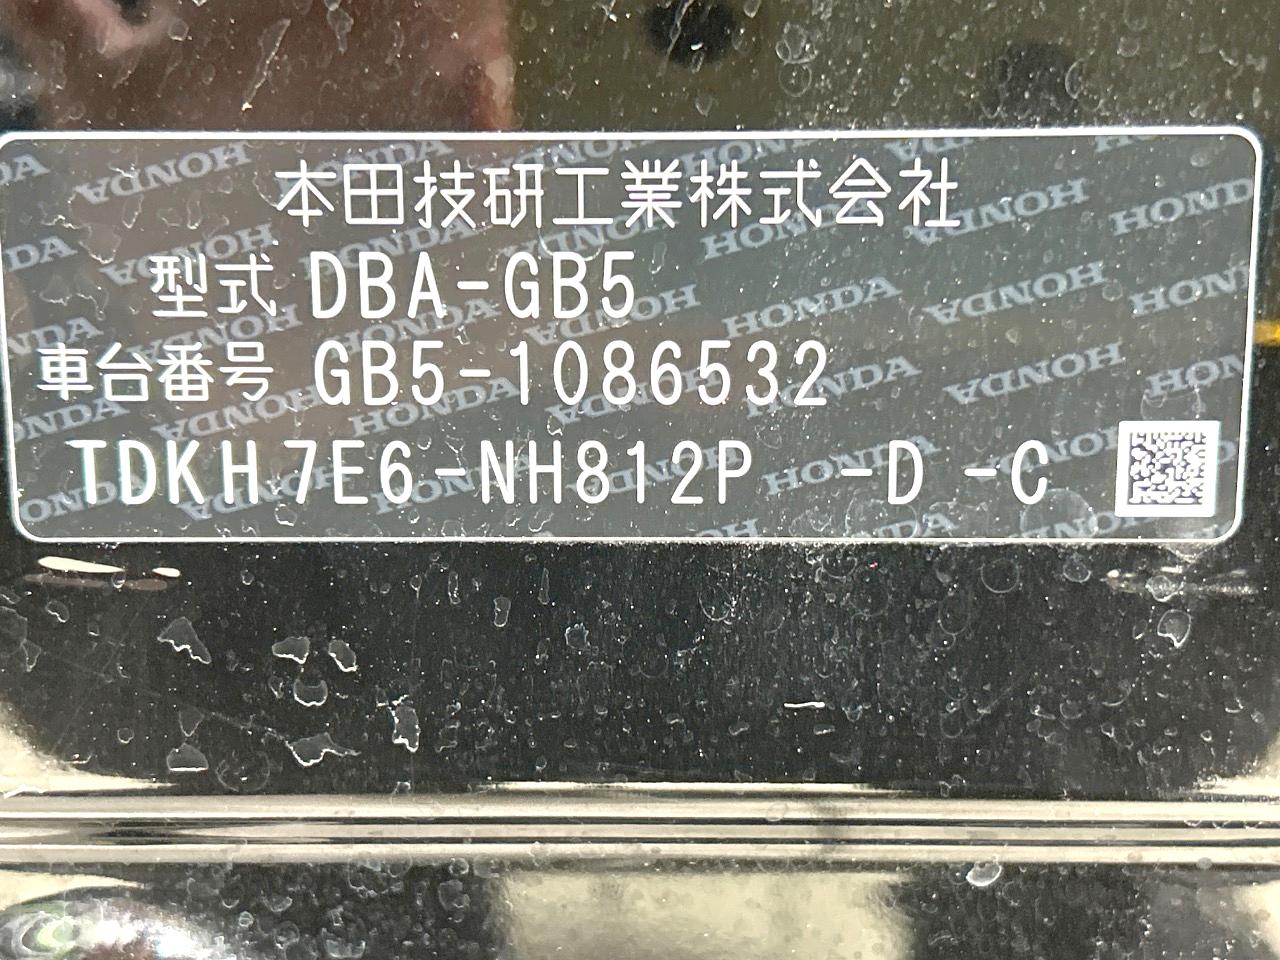 本田技研工業株式会社
型式 DBA-GB5
車台番号 GB5-1086532
TDKH7E6-NH812P -D -C